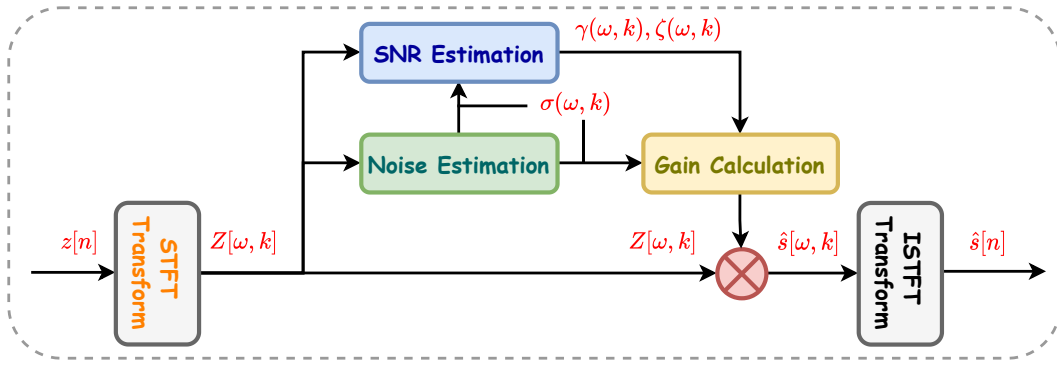 γ(ω, k), ζ(ω, k)
SNR Estimation
σ(ω, k)
Noise Estimation
Gain Calculation
z[n]
STFT
Transform
Z[ω, k]
Z[ω, k]
ŝ[ω, k]
ISTFT
Transform
ŝ[n]